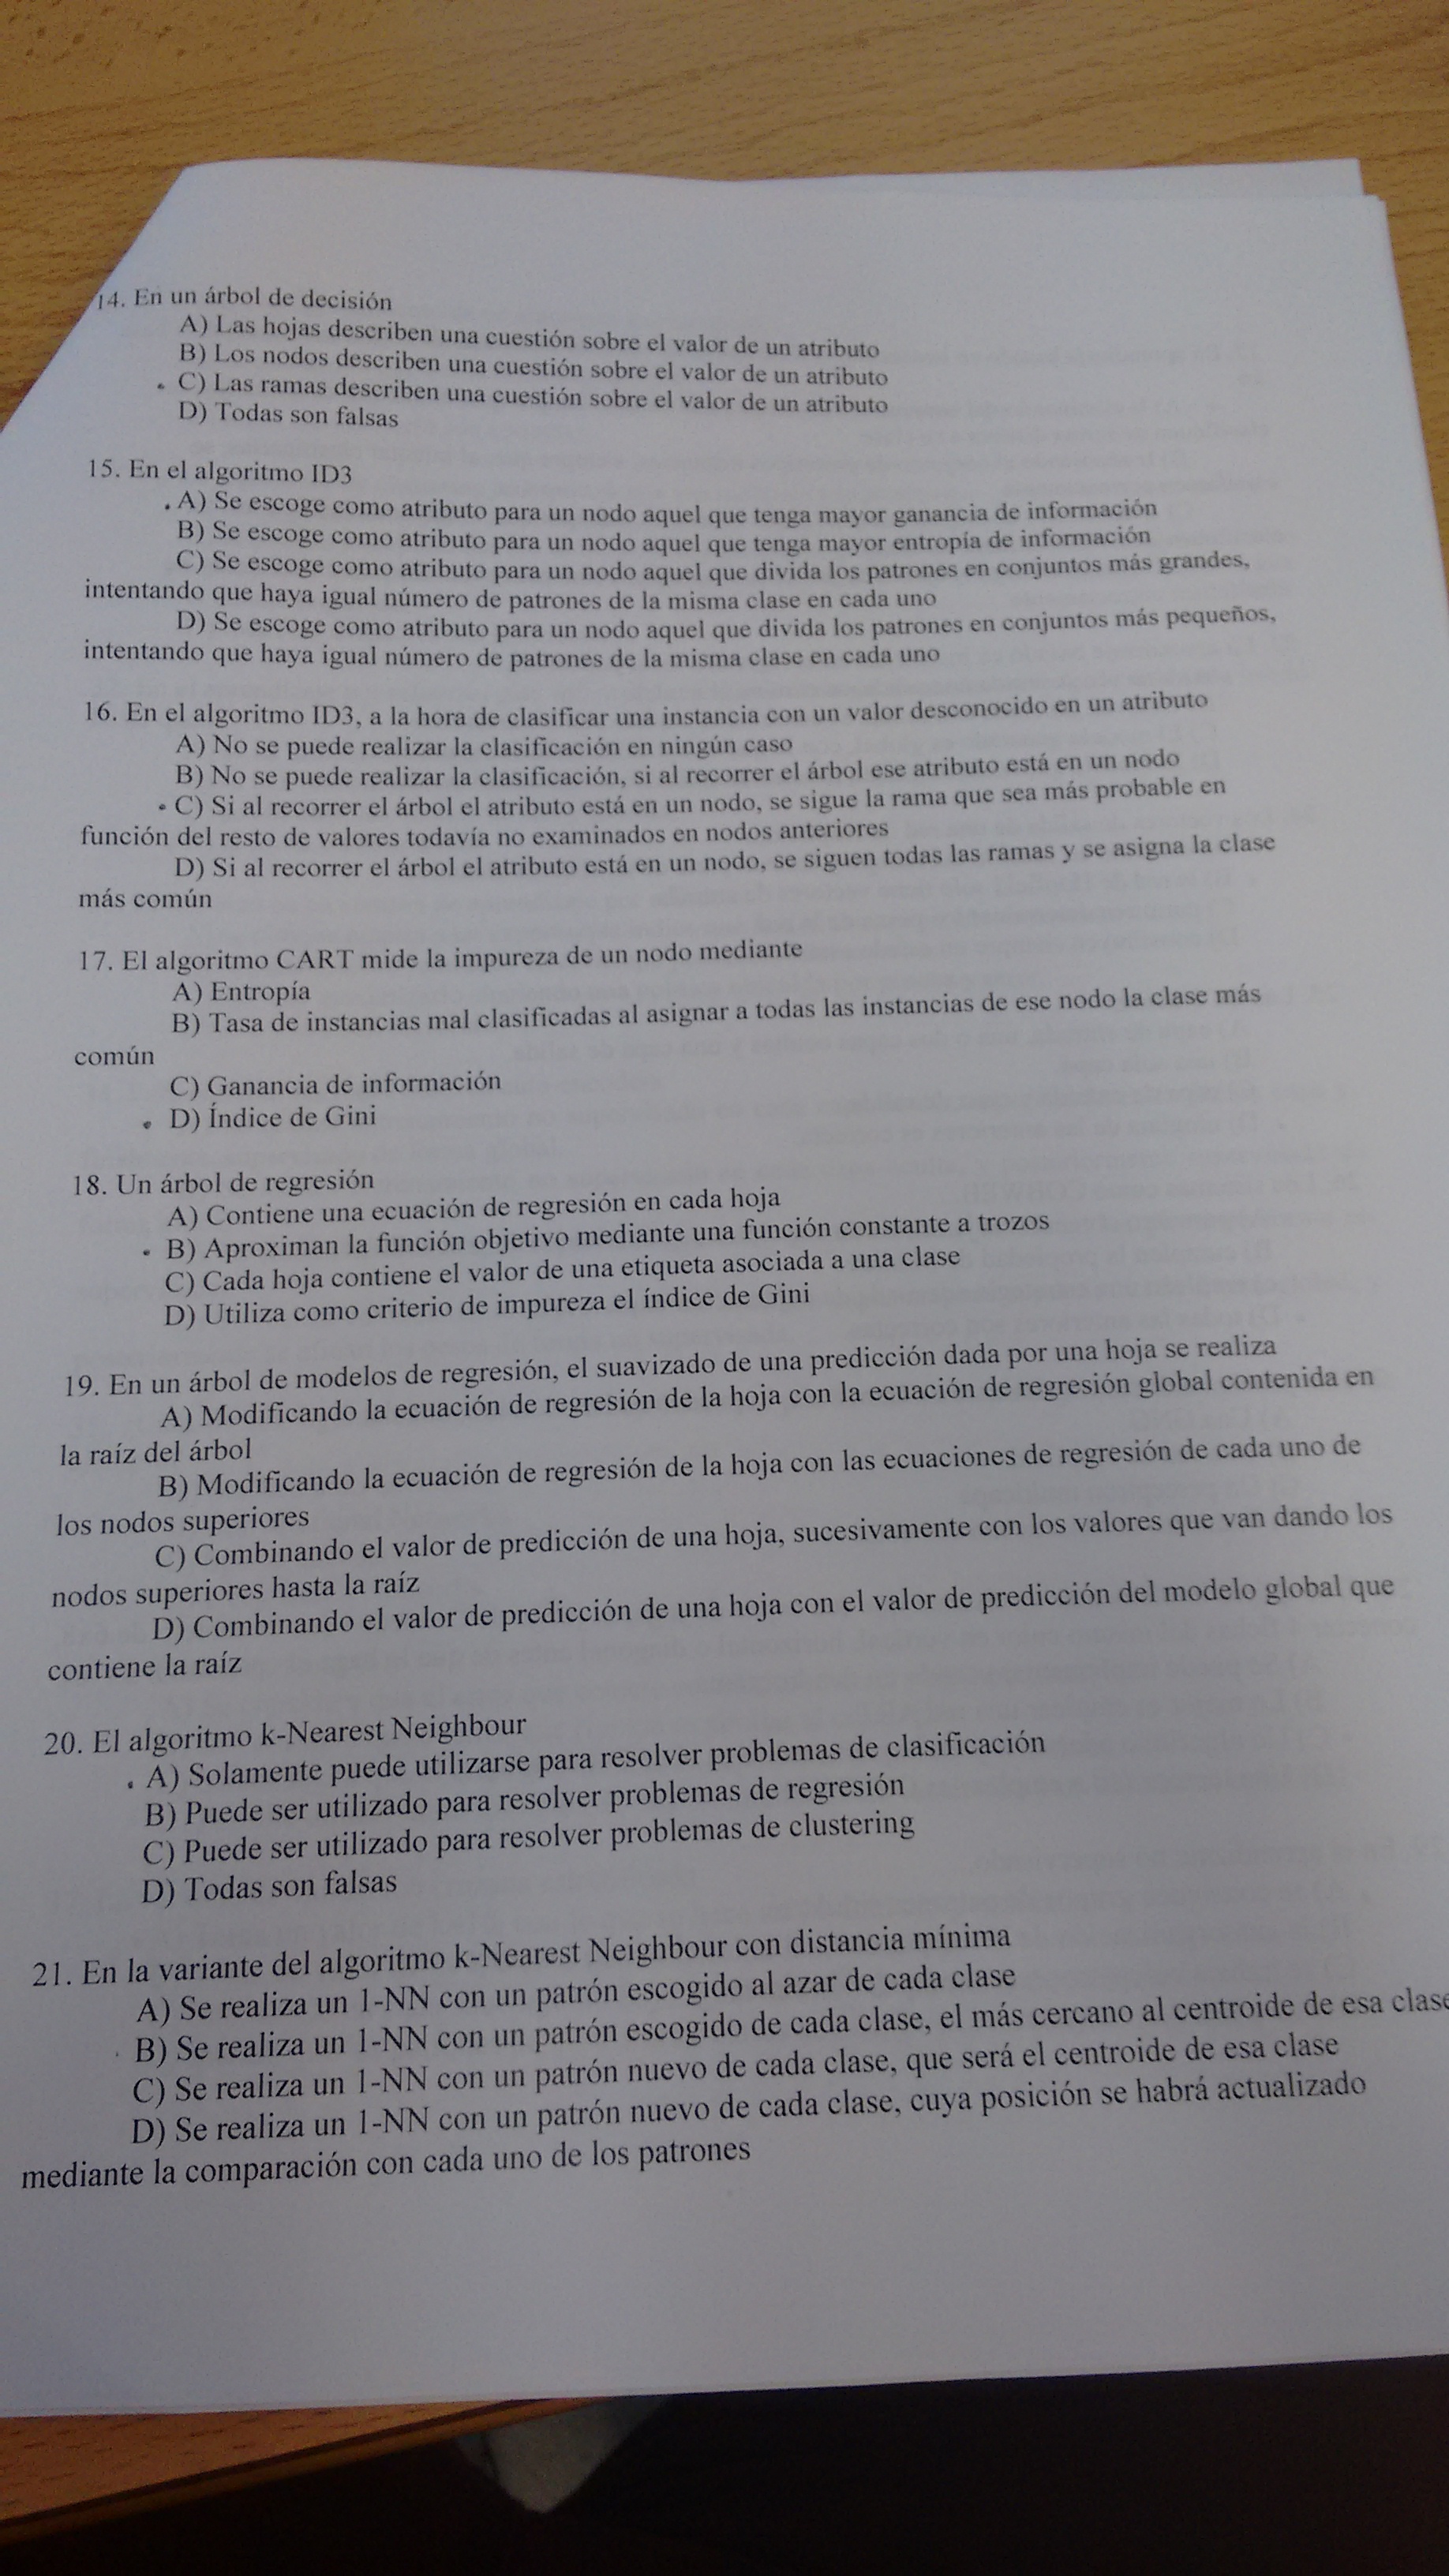 14. En un árbol de decisión
A) Las hojas describen una cuestión sobre el valor de un atributo
B) Los nodos describen una cuestión sobre el valor de un atributo
C) Las ramas describen una cuestión sobre el valor de un atributo
D) Todas son falsas
15. En el algoritmo ID3
A) Se escoge como atributo para un nodo aquel que tenga mayor ganancia de información
B) Se escoge como atributo para un nodo aquel que tenga mayor entropía de información
C) Se escoge como atributo para un nodo aquel que divida los patrones en conjuntos más grandes,
intentando que haya igual número de patrones de la misma clase en cada uno
D) Se escoge como atributo para un nodo aquel que divida los patrones en conjuntos más pequeños,
intentando que haya igual número de patrones de la misma clase en cada uno
16. En el algoritmo ID3, a la hora de clasificar una instancia con un valor desconocido en un atributo
A) No se puede realizar la clasificación en ningún caso
B) No se puede realizar la clasificación, si al recorrer el árbol ese atributo está en un nodo
C) Si al recorrer el árbol el atributo está en un nodo, se sigue la rama que sea más probable en
función del resto de valores todavía no examinados en nodos anteriores
D) Si al recorrer el árbol el atributo está en un nodo, se siguen todas las ramas y se asigna la clase
más común
17. El algoritmo CART mide la impureza de un nodo mediante
A) Entropía
B) Tasa de instancias mal clasificadas al asignar a todas las instancias de ese nodo la clase más
común
C) Ganancia de información
D) Índice de Gini
18. Un árbol de regresión
A) Contiene una ecuación de regresión en cada hoja
B) Aproximan la función objetivo mediante una función constante a trozos
C) Cada hoja contiene el valor de una etiqueta asociada a una clase
D) Utiliza como criterio de impureza el índice de Gini
19. En un árbol de modelos de regresión, el suavizado de una predicción dada por una hoja se realiza
A) Modificando la ecuación de regresión de la hoja con la ecuación de regresión global contenida en
la raíz del árbol
B) Modificando la ecuación de regresión de la hoja con las ecuaciones de regresión de cada uno de
los nodos superiores
C) Combinando el valor de predicción de una hoja, sucesivamente con los valores que van dando los
nodos superiores hasta la raíz
D) Combinando el valor de predicción de una hoja con el valor de predicción del modelo global que
contiene la raíz
20. El algoritmo k-Nearest Neighbour
A) Solamente puede utilizarse para resolver problemas de clasificación
B) Puede ser utilizado para resolver problemas de regresión
C) Puede ser utilizado para resolver problemas de clustering
D) Todas son falsas
21. En la variante del algoritmo k-Nearest Neighbour con distancia mínima
A) Se realiza un 1-NN con un patrón escogido al azar de cada clase
B) Se realiza un 1-NN con un patrón escogido de cada clase, el más cercano al centroide de esa clase
C) Se realiza un 1-NN con un patrón nuevo de cada clase, que será el centroide de esa clase
D) Se realiza un 1-NN con un patrón nuevo de cada clase, cuya posición se habrá actualizado
mediante la comparación con cada uno de los patrones